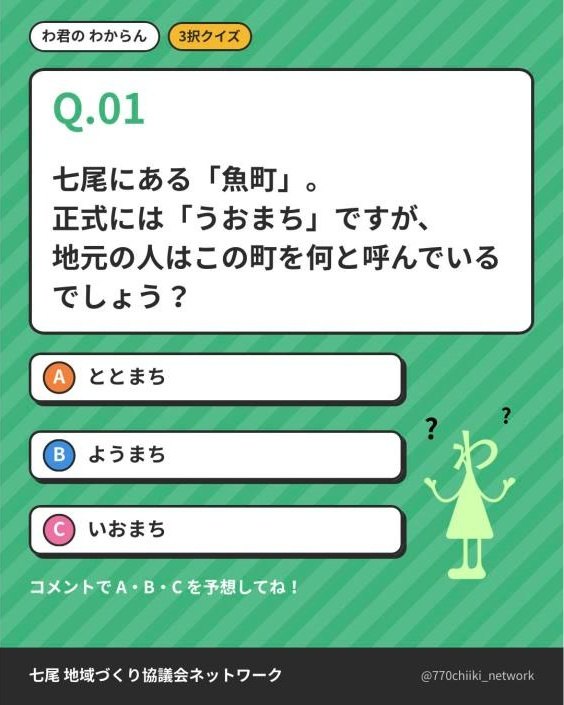 わ君の わからん
3択クイズ
Q.01
七尾にある「魚町」。
正式には「うおまち」ですが、
地元の人はこの町を何と呼んでいる
でしょう？
A ととまち
B ようまち
C いおまち
? ?
わ
コメントでA・B・Cを予想してね！
七尾 地域づくり協議会ネットワーク
@770chiiki_network